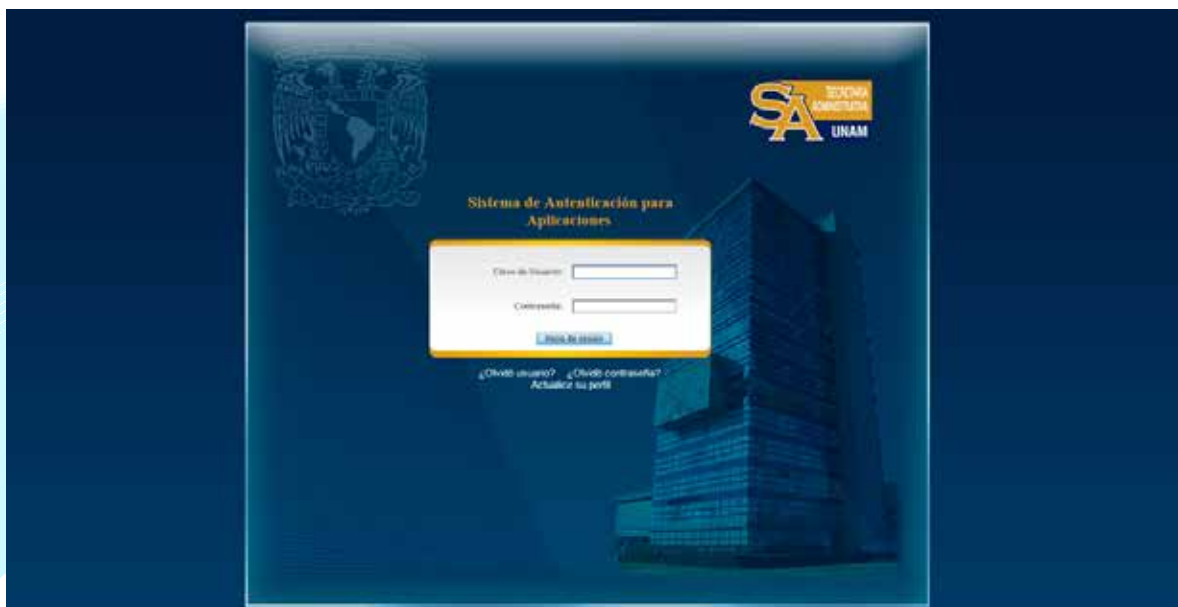 SA
SECRETARÍA
ADMINISTRATIVA
UNAM
Sistema de Autenticación para
Aplicaciones
Clave de Usuario:
Contraseña:
Inicio de sesión
¿Olvidó usuario? ¿Olvidó contraseña?
Actualice su perfil